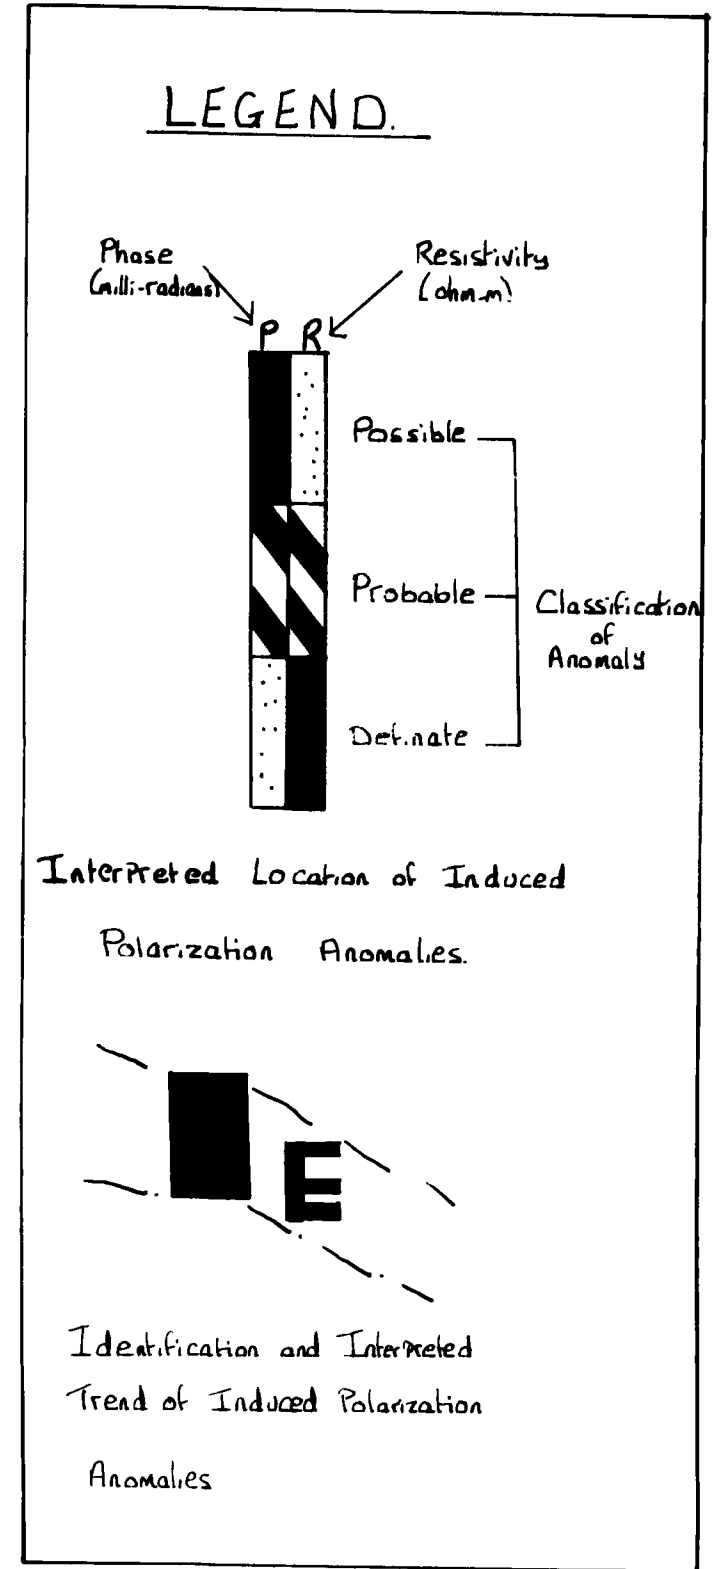 LEGEND.
Phase
(milli-radians)
Resistivity
(ohm-m)
P R
Possible
Probable
Classification
of
Anomaly
Definate
Interpreted Location of Induced
Polarization Anomalies.
E
Identification and Interpreted
Trend of Induced Polarization
Anomalies